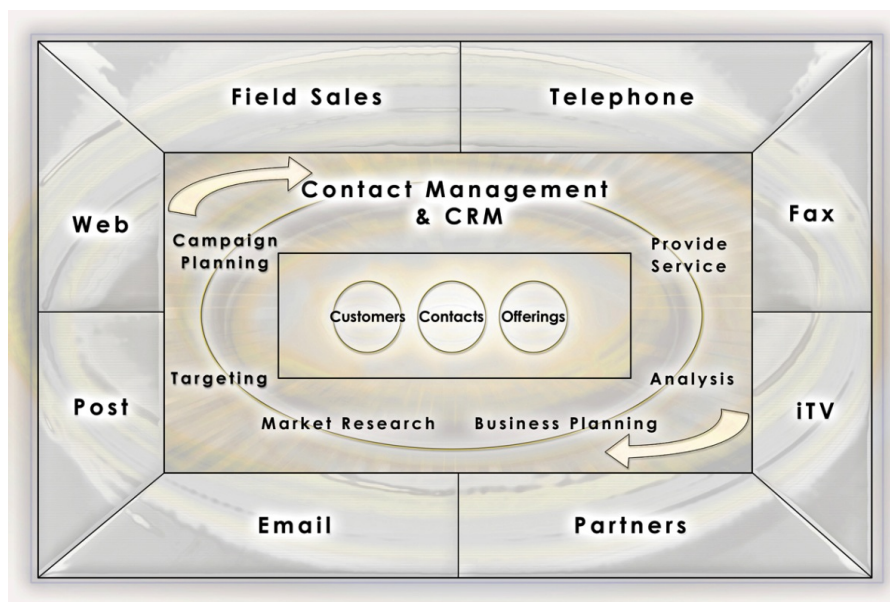 Field Sales
Telephone
Web
Fax
Contact Management
& CRM
Campaign
Planning
Provide
Service
Customers
Contacts
Offerings
Targeting
Analysis
Market Research
Business Planning
Post
iTV
Email
Partners